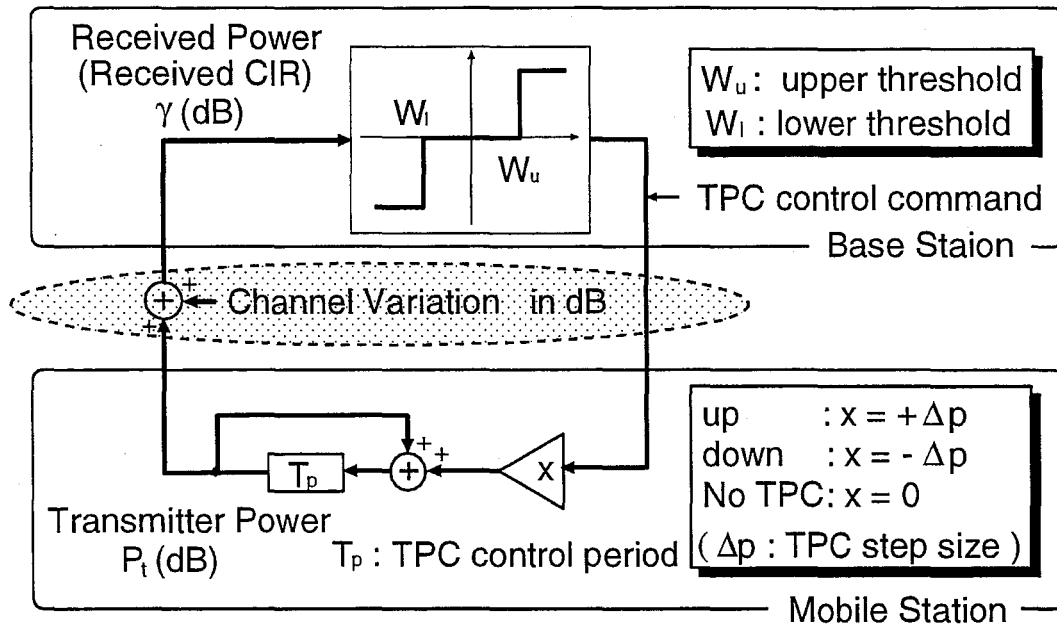 Received Power
(Received CIR)
γ (dB)
W_l
W_u
W_u : upper threshold
W_l : lower threshold
TPC control command
Base Staion
+
+
+
Channel Variation in dB
up : x = + Δp
down : x = - Δp
No TPC : x = 0
( Δp : TPC step size )
+
+
+
T_p
x
Transmitter Power
P_t (dB)
T_p : TPC control period
Mobile Station